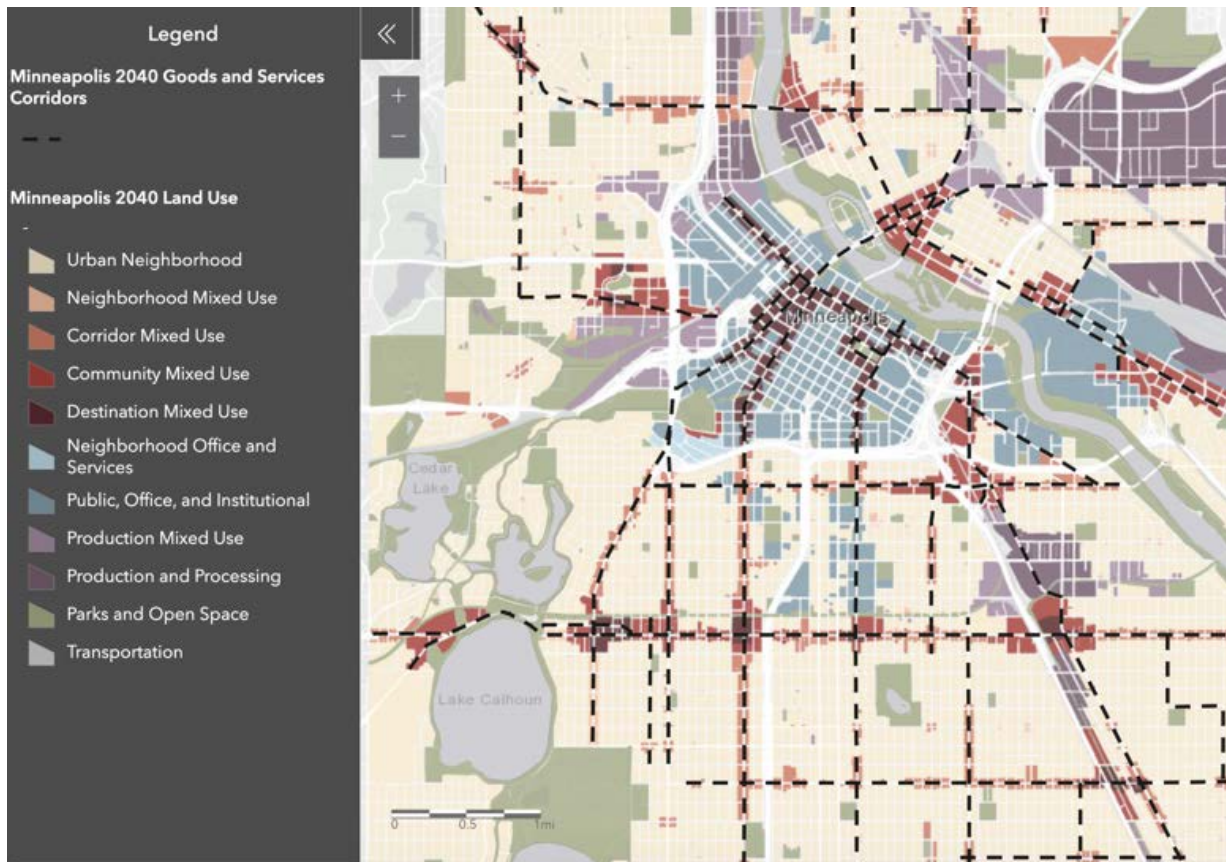 Legend
Minneapolis 2040 Goods and Services
Corridors
Minneapolis 2040 Land Use
-
Urban Neighborhood
Neighborhood Mixed Use
Corridor Mixed Use
Community Mixed Use
Destination Mixed Use
Neighborhood Office and
Services
Public, Office, and Institutional
Production Mixed Use
Production and Processing
Parks and Open Space
Transportation
«
+
−
Minneapolis
Cedar
Lake
Lake Calhoun
0 0.5 1mi